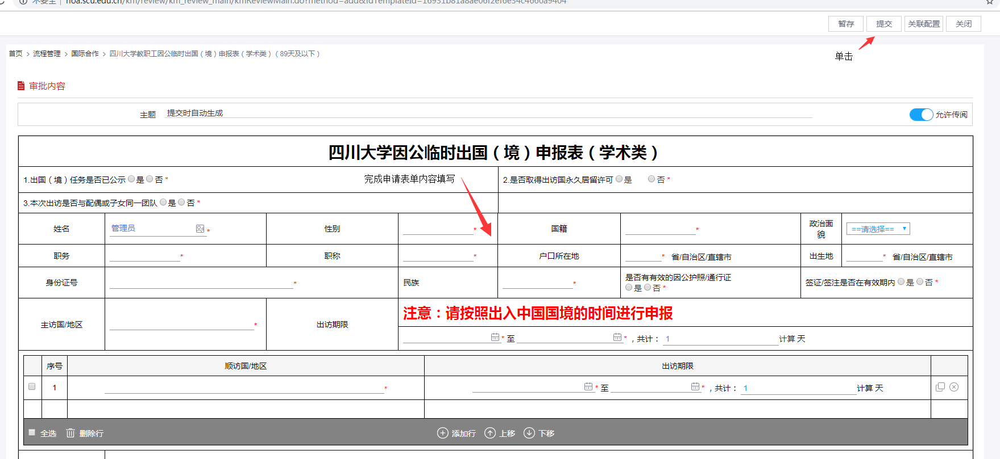 不安全 | hoa.scu.edu.cn/km/review/km_review_main/kmReviewMain.do?method=add&fdTemplateId=16931b81a8ae06f2ef6e34c4660a9404
暂存 提交 关联配置 关闭
首页 > 流程管理 > 国际合作 > 四川大学教职工因公临时出国（境）申报表（学术类）（89天及以下）
单击
审批内容
主题 提交时自动生成 允许传阅
四川大学因公临时出国（境）申报表（学术类）
1.出国（境）任务是否已公示 是 否 * 完成申请表单内容填写 2.是否取得出访国永久居留许可 是 否 *
3.本次出访是否与配偶或子女同一团队 是 否 *
姓名 管理员 * 性别 * 国籍 * 政治面貌 ==请选择==
职务 * 职称 * 户口所在地 * 省/自治区/直辖市 出生地 * 省/自治区/直辖市
身份证号 * 民族 * 是否有有效的因公护照/通行证 是 否 * 签证/签注是否在有效期内 是 否 *
注意：请按照出入中国国境的时间进行申报
主访国/地区 * 出访期限 * 至 * ，共计： 1 计算 天
序号 顺访国/地区 出访期限
1 * * 至 * ，共计： 1 计算 天
全选 删除行 添加行 上移 下移